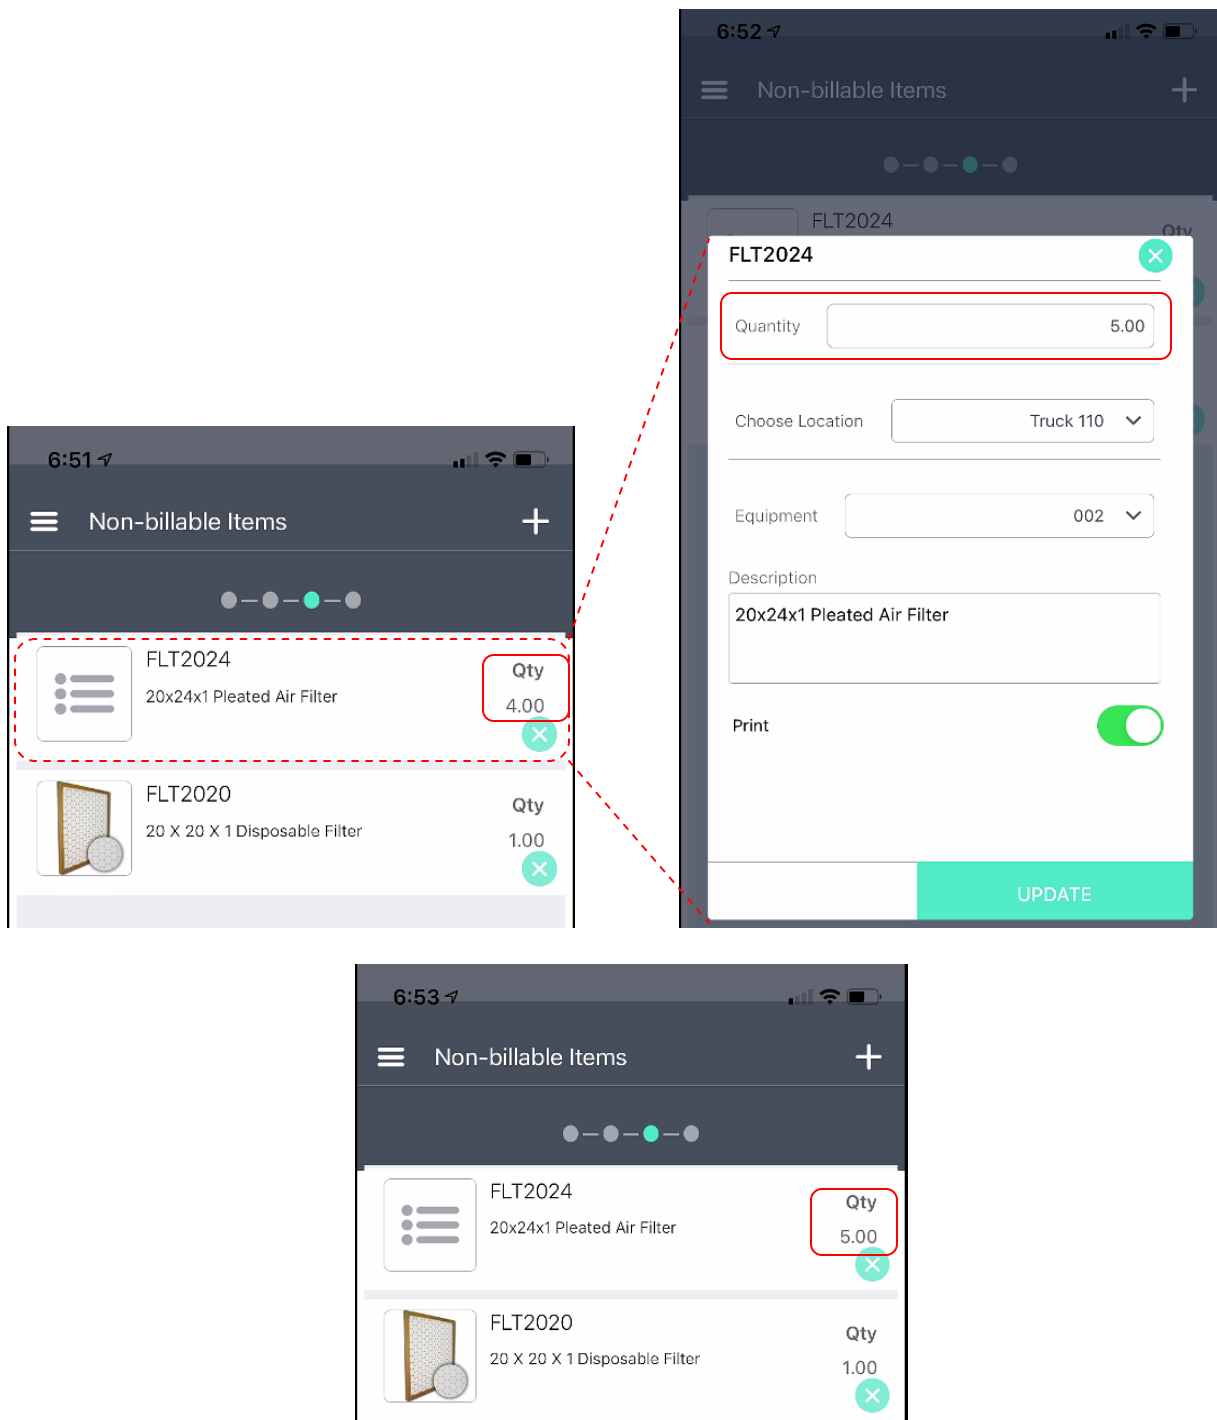 6:52
Non-billable Items
FLT2024
Qty
FLT2024
Quantity
5.00
Choose Location
Truck 110
Equipment
002
Description
20x24x1 Pleated Air Filter
Print
UPDATE
6:51
Non-billable Items
FLT2024
Qty
20x24x1 Pleated Air Filter
4.00
FLT2020
Qty
20 X 20 X 1 Disposable Filter
1.00
6:53
Non-billable Items
FLT2024
Qty
20x24x1 Pleated Air Filter
5.00
FLT2020
Qty
20 X 20 X 1 Disposable Filter
1.00